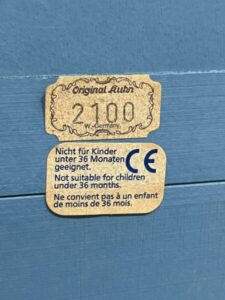 Original Kuhn
2100
W.-Germany
Nicht für Kinder
unter 36 Monaten
geeignet.
CE
Not suitable for children
under 36 months.
Ne convient pas à un enfant
de moins de 36 mois.